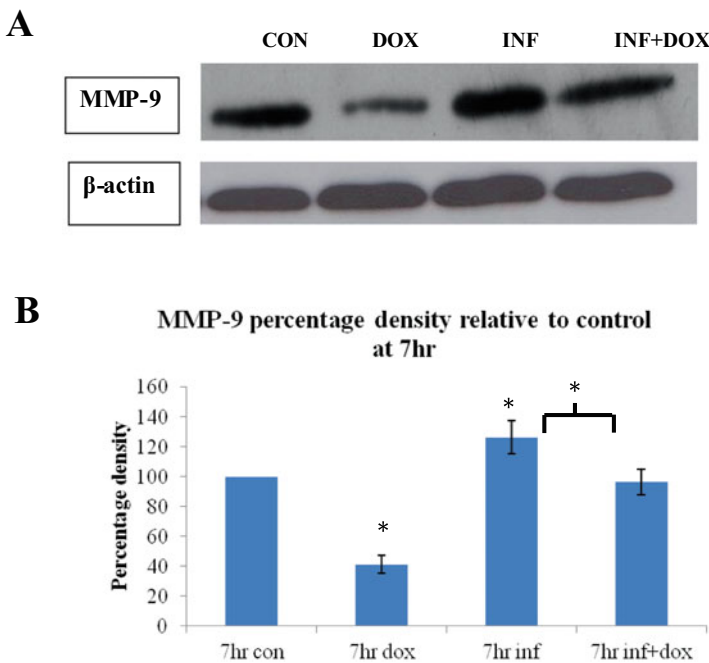 A
CON DOX INF INF+DOX
MMP-9
β-actin
B
MMP-9 percentage density relative to control
at 7hr
Percentage density
160
140
120
100
80
60
40
20
0
*
*
*
7hr con 7hr dox 7hr inf 7hr inf+dox